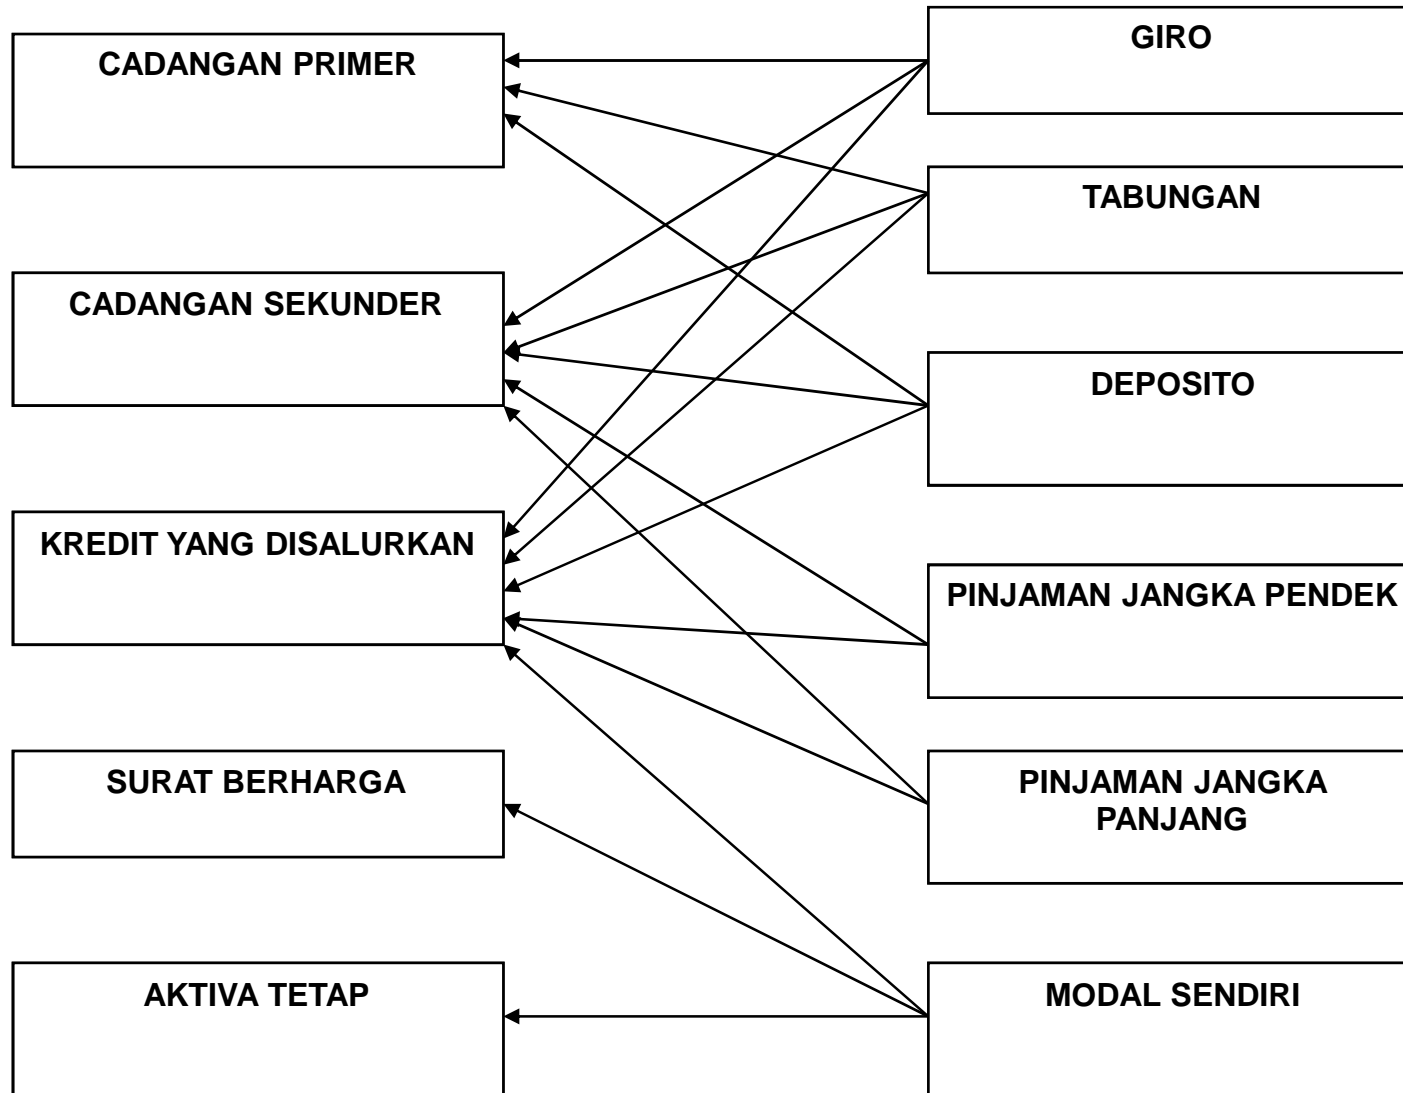 CADANGAN PRIMER
CADANGAN SEKUNDER
KREDIT YANG DISALURKAN
SURAT BERHARGA
AKTIVA TETAP
GIRO
TABUNGAN
DEPOSITO
PINJAMAN JANGKA PENDEK
PINJAMAN JANGKA
PANJANG
MODAL SENDIRI